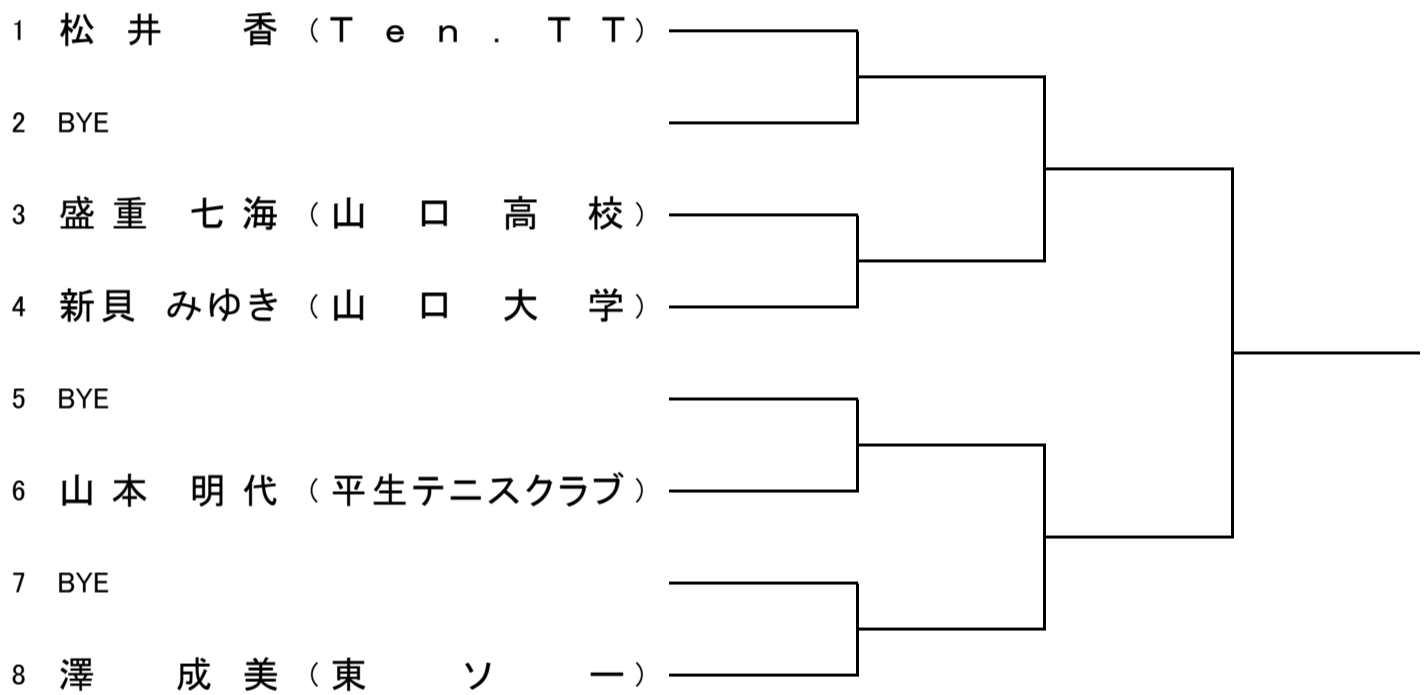 1 松井 香 (Ten.TT)
2 BYE
3 盛重 七海 (山口高校)
4 新貝 みゆき (山口大学)
5 BYE
6 山本 明代 (平生テニスクラブ)
7 BYE
8 澤 成美 (東ソー)